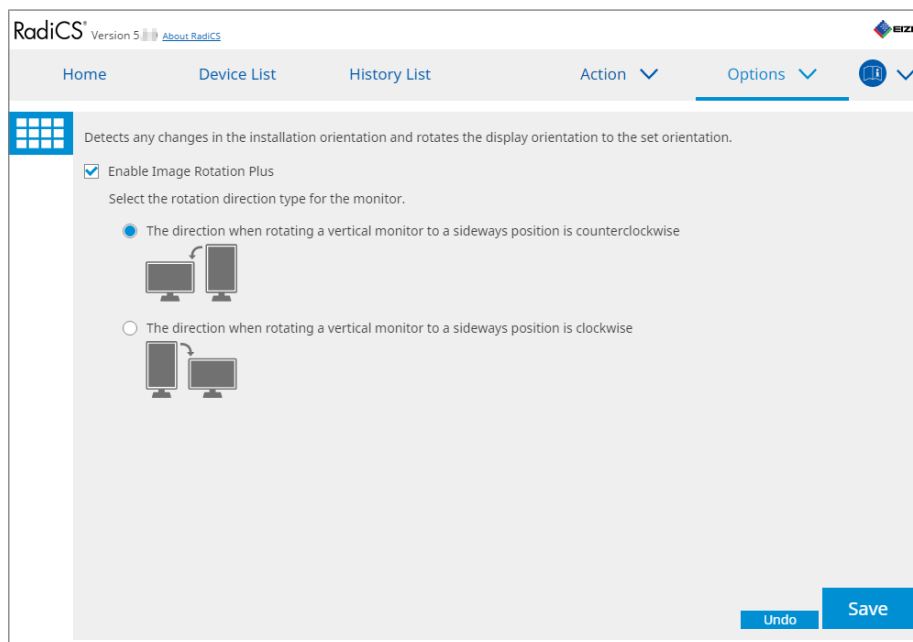 RadiCS® Version 5. About RadiCS
EIZ
Home Device List History List Action Options
Detects any changes in the installation orientation and rotates the display orientation to the set orientation.
Enable Image Rotation Plus
Select the rotation direction type for the monitor.
The direction when rotating a vertical monitor to a sideways position is counterclockwise
The direction when rotating a vertical monitor to a sideways position is clockwise
Undo
Save